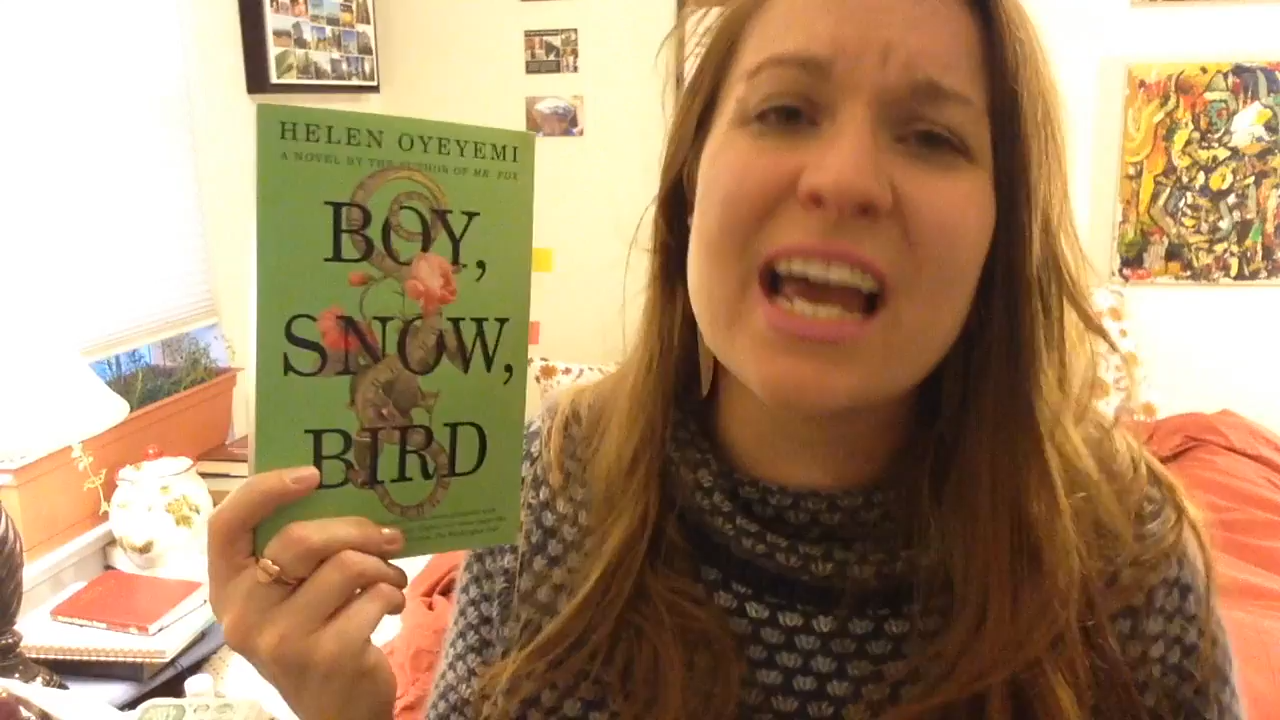 HELEN OYEYEMI
A NOVEL BY THE AUTHOR OF MR. FOX
BOY,
SNOW,
BIRD